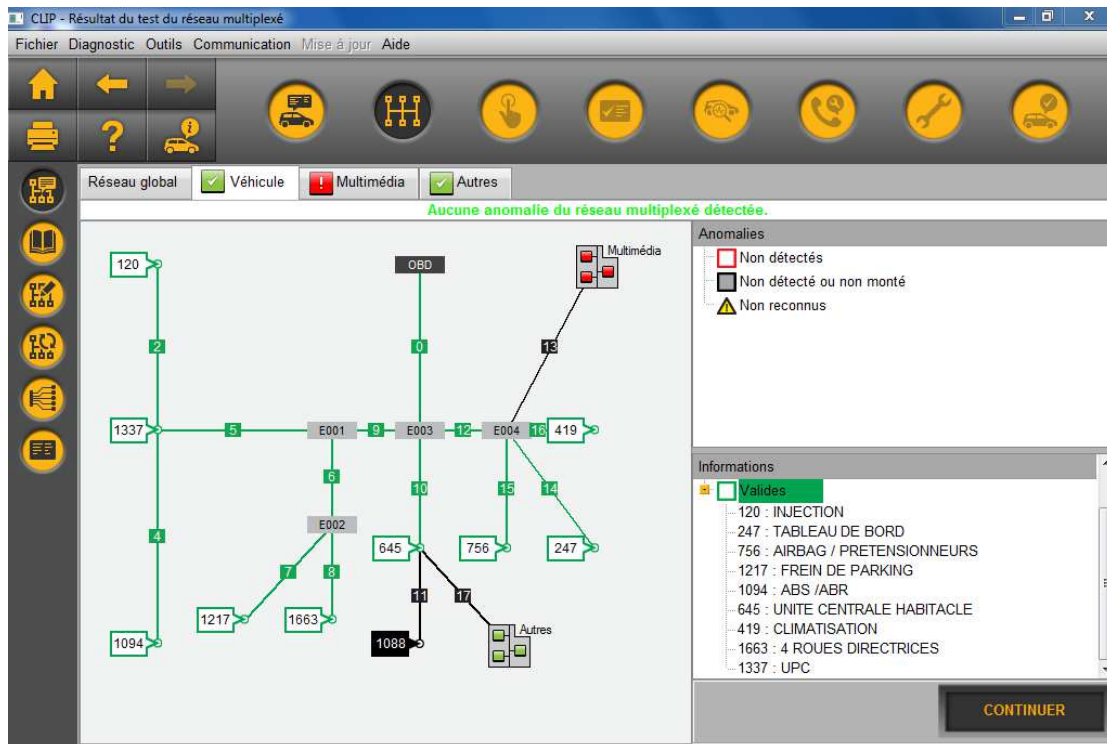 CLIP - Résultat du test du réseau multiplexé
Fichier Diagnostic Outils Communication Mise à jour Aide
Réseau global Véhicule Multimédia Autres
Aucune anomalie du réseau multiplexé détectée.
120
OBD
Multimédia
2
0
13
1337
5
E001
9
E003
12
E004
16
419
6
10
15
14
4
E002
645
756
247
7
8
11
17
1217
1663
1094
1088
Autres
Anomalies
Non détectés
Non détecté ou non monté
Non reconnus
Informations
Valides
120 : INJECTION
247 : TABLEAU DE BORD
756 : AIRBAG / PRETENSIONNEURS
1217 : FREIN DE PARKING
1094 : ABS /ABR
645 : UNITE CENTRALE HABITACLE
419 : CLIMATISATION
1663 : 4 ROUES DIRECTRICES
1337 : UPC
CONTINUER